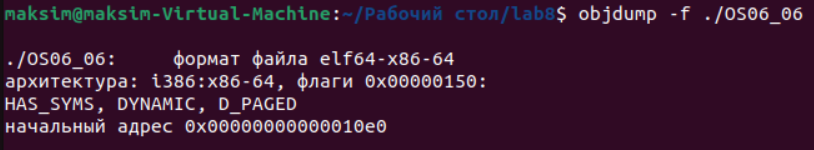 maksim@maksim-Virtual-Machine:~/Рабочий стол/lab8$ objdump -f ./OS06_06
./OS06_06:     формат файла elf64-x86-64
архитектура: i386:x86-64, флаги 0x00000150:
HAS_SYMS, DYNAMIC, D_PAGED
начальный адрес 0x00000000000010e0